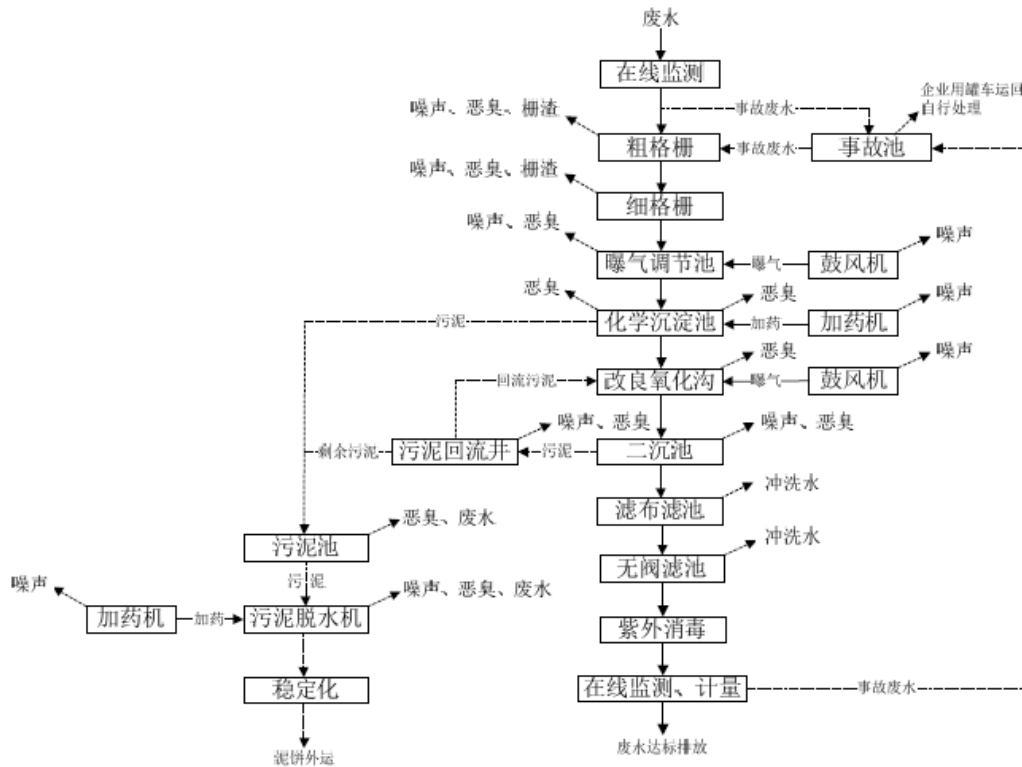 废水
在线监测
企业用罐车运回
自行处理
噪声、恶臭、栅渣
事故废水
粗格栅
事故废水
事故池
噪声、恶臭、栅渣
细格栅
噪声、恶臭
噪声
曝气调节池
曝气
鼓风机
恶臭
恶臭
噪声
污泥
化学沉淀池
加药
加药机
恶臭
噪声
回流污泥
改良氧化沟
曝气
鼓风机
噪声、恶臭
噪声、恶臭
剩余污泥
污泥回流井
污泥
二沉池
冲洗水
滤布滤池
恶臭、废水
冲洗水
污泥池
无阀滤池
污泥
噪声
噪声、恶臭、废水
加药机
加药
污泥脱水机
紫外消毒
稳定化
在线监测、计量
事故废水
泥饼外运
废水达标排放